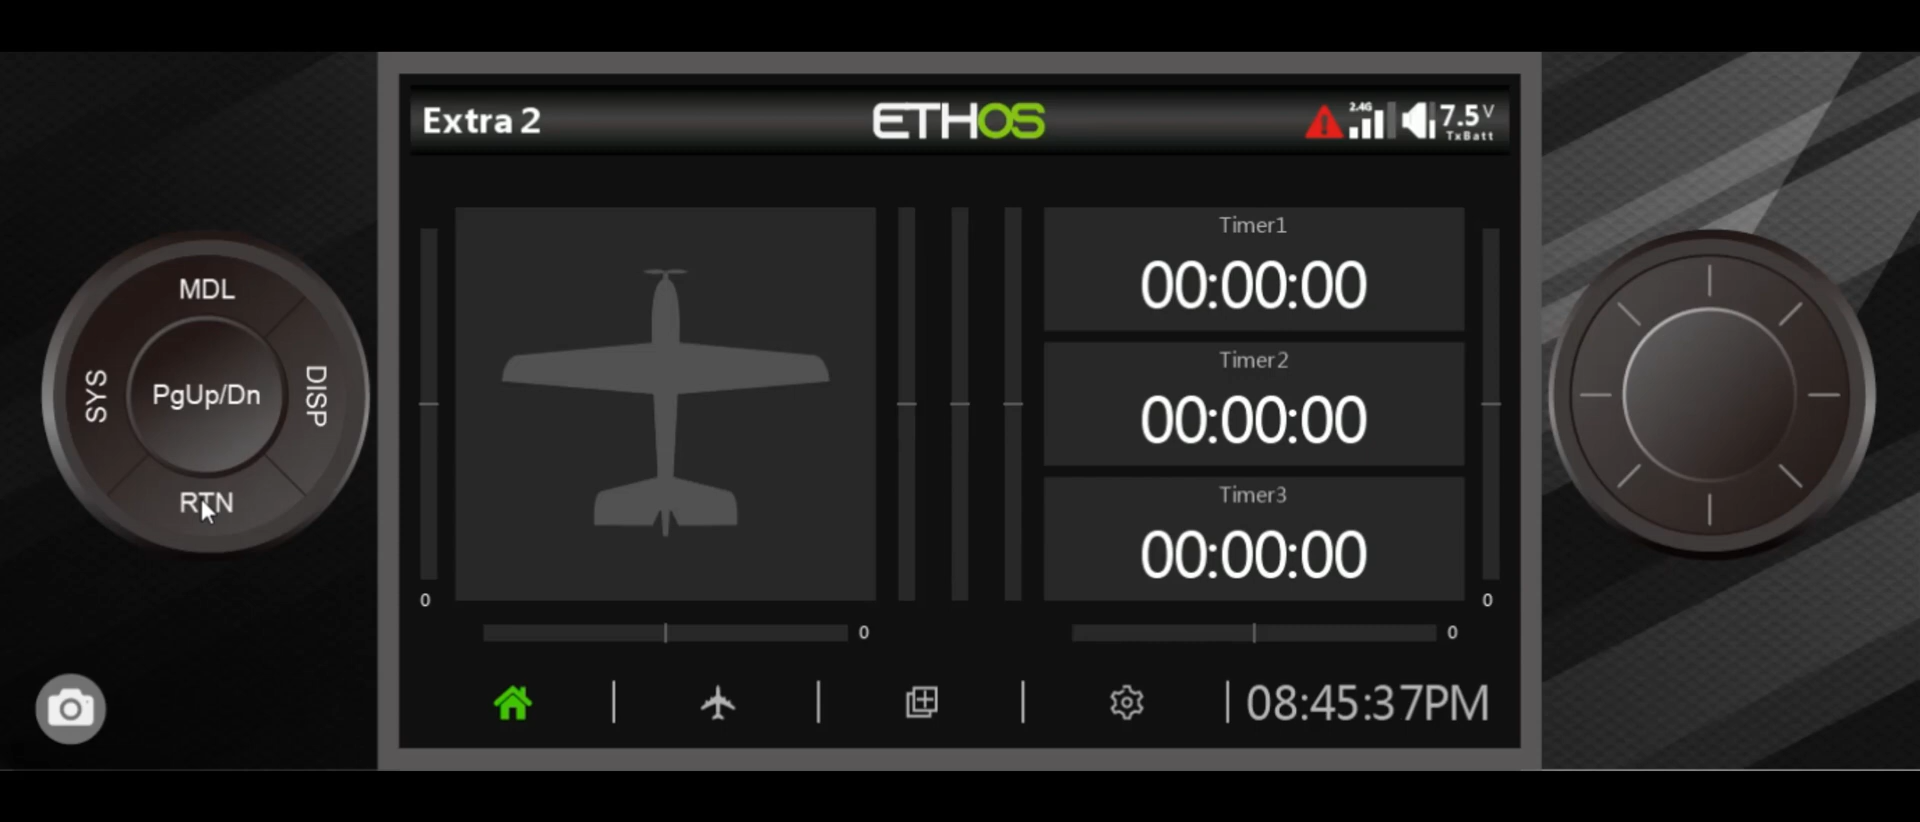 Extra 2
ETHOS
2.4G
7.5V
TxBatt
MDL
SYS
PgUp/Dn
DISP
RTN
Timer1
00:00:00
Timer2
00:00:00
Timer3
00:00:00
0
0
0
0
08:45:37PM